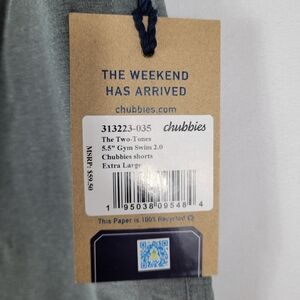 THE WEEKEND
HAS ARRIVED
chubbies.com
313223-035 chubbies
The Two-Tones
5.5" Gym Swim 2.0
Chubbies shorts
Extra Large
MSRP: $59.50
1 95038 09548 4
This Paper is 100% Recycled